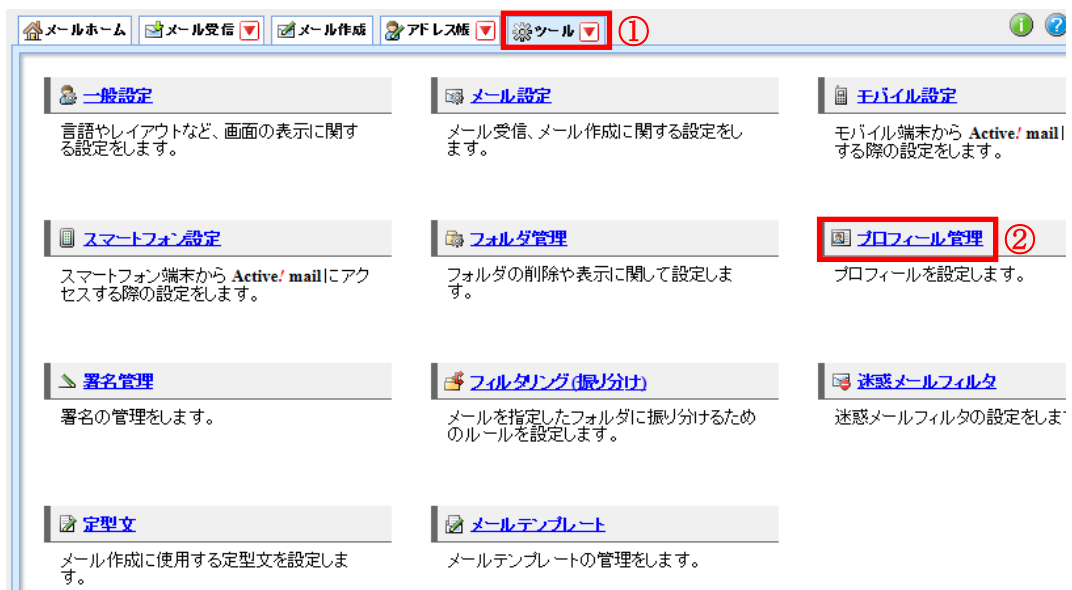 メールホーム メール受信 メール作成 アドレス帳 ツール ①
一般設定
言語やレイアウトなど、画面の表示に関す
る設定をします。
メール設定
メール受信、メール作成に関する設定をし
ます。
モバイル設定
モバイル端末から Active! mail
する際の設定をします。
スマートフォン設定
スマートフォン端末から Active! mail にアク
セスする際の設定をします。
フォルダ管理
フォルダの削除や表示に関して設定しま
す。
プロフィール管理 ②
プロフィールを設定します。
署名管理
署名の管理をします。
フィルタリング(振り分け)
メールを指定したフォルダに振り分けるため
のルールを設定します。
迷惑メールフィルタ
迷惑メールフィルタの設定をしま
定型文
メール作成に使用する定型文を設定しま
す。
メールテンプレート
メールテンプレートの管理をします。